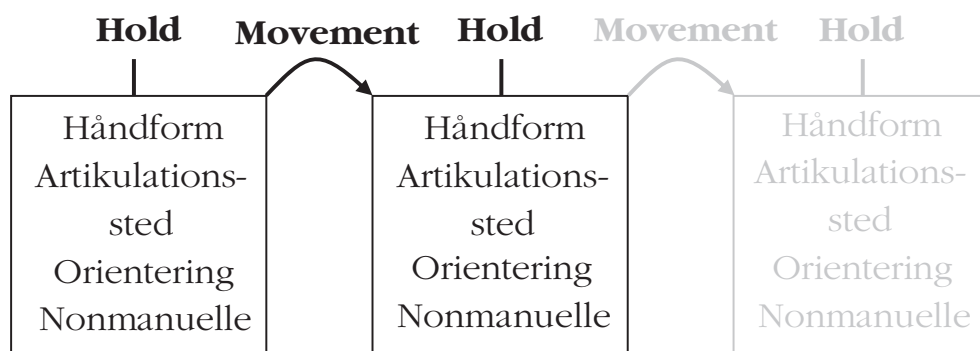 Hold Movement Hold Movement Hold
Håndform
Artikulations-
sted
Orientering
Nonmanuelle
Håndform
Artikulations-
sted
Orientering
Nonmanuelle
Håndform
Artikulations-
sted
Orientering
Nonmanuelle